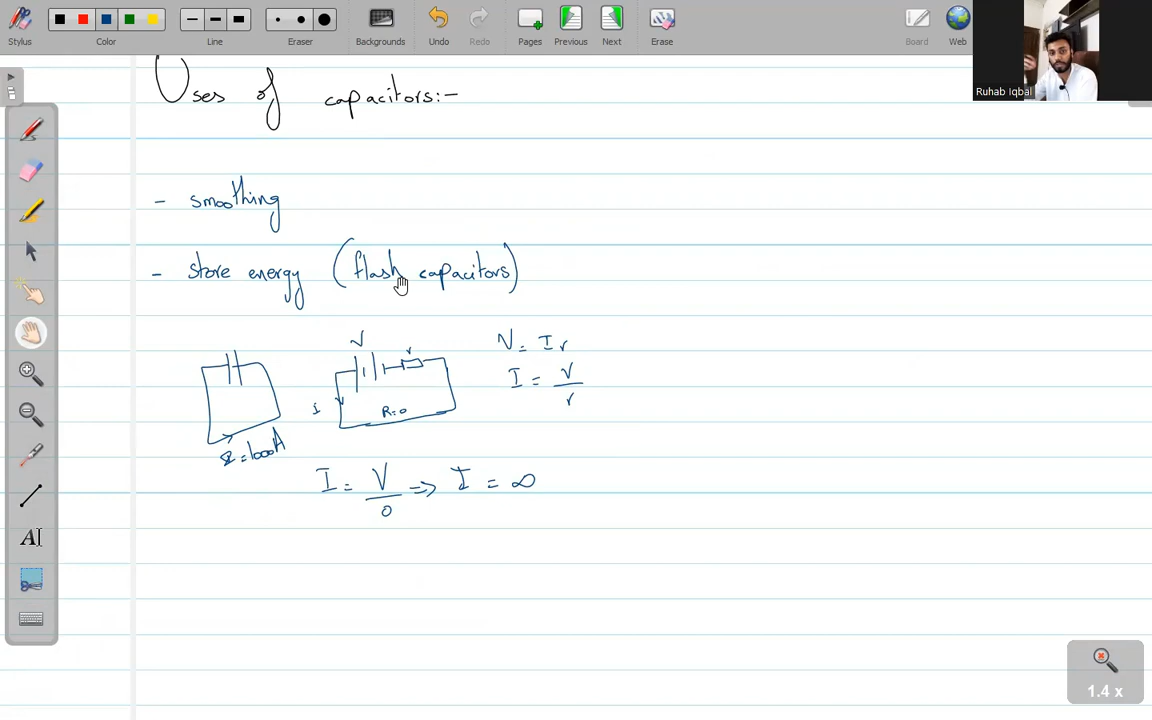 Stylus
Color
Line
Eraser
Backgrounds
Undo
Redo
Pages
Previous
Next
Erase
Board
Web
Ruhab Iqbal
Uses of capacitors:-
- smoothing
- store energy (flash capacitors)
V
r
I
R=0
V = Ir
I = V/r
I = 1000A
I = V/0 => I = ∞
A
1.4 x